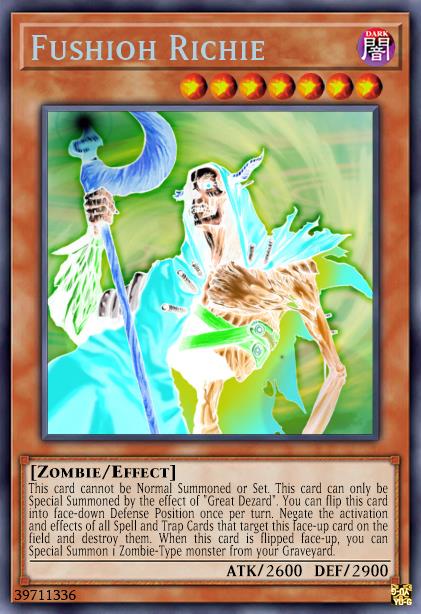 Fushioh Richie
DARK
闇
[Zombie/Effect]
This card cannot be Normal Summoned or Set. This card can only be
Special Summoned by the effect of "Great Dezard". You can flip this card
into face-down Defense Position once per turn. Negate the activation
and effects of all Spell and Trap Cards that target this face-up card on the
field and destroy them. When this card is flipped face-up, you can
Special Summon i Zombie-Type monster from your Graveyard.
ATK/2600 DEF/2900
39711336